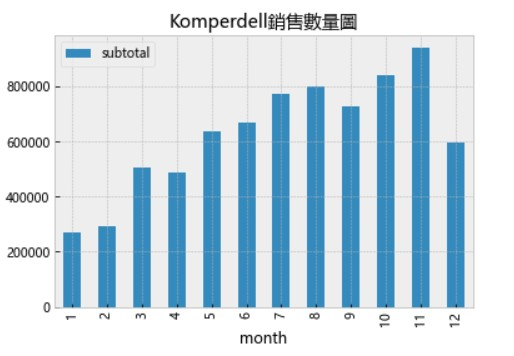 Komperdell銷售數量圖
subtotal
800000
600000
400000
200000
0
1 2 3 4 5 6 7 8 9 10 11 12
month